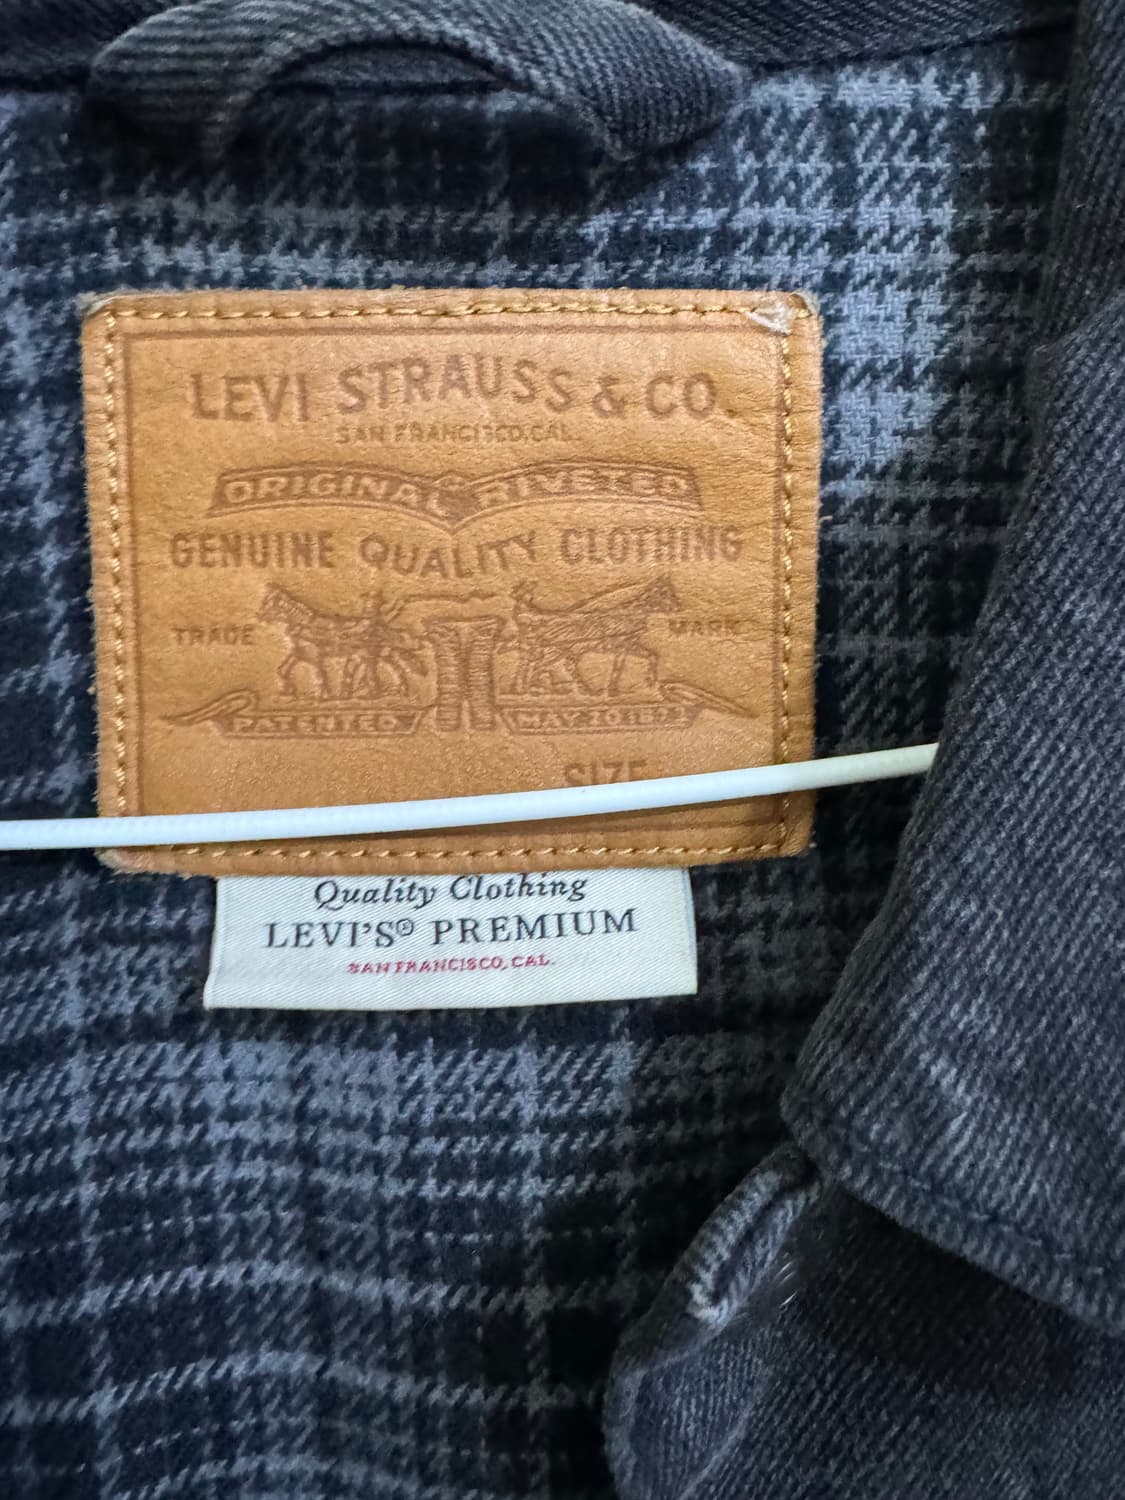 LEVI STRAUSS & CO.
SAN FRANCISCO, CAL.
ORIGINAL RIVETED
GENUINE QUALITY CLOTHING
TRADE MARK
PATENTED MAY 20 1873
SIZE
Quality Clothing
LEVI'S® PREMIUM
SAN FRANCISCO, CAL.